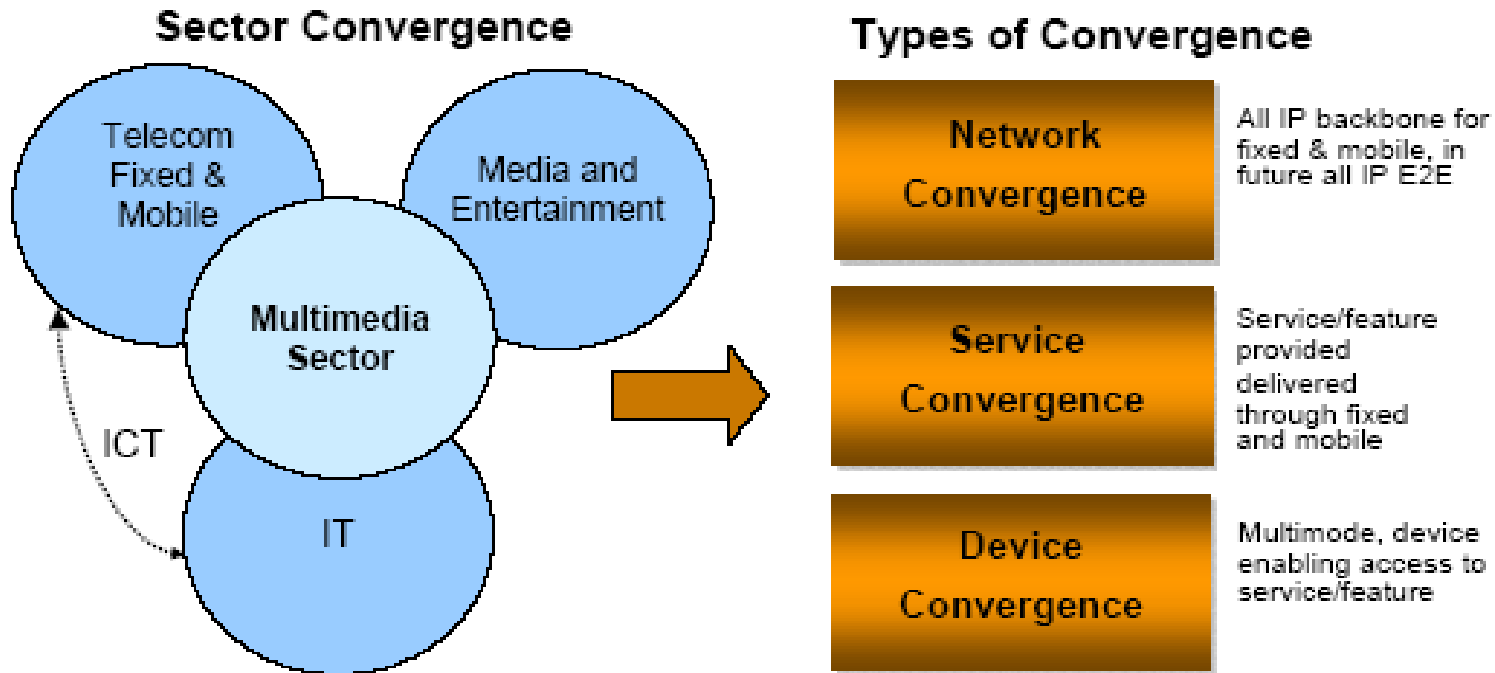 Sector Convergence
Telecom
Fixed &
Mobile
Media and
Entertainment
Multimedia
Sector
ICT
IT
Types of Convergence
Network
Convergence
All IP backbone for
fixed & mobile, in
future all IP E2E
Service
Convergence
Service/feature
provided
delivered
through fixed
and mobile
Device
Convergence
Multimode, device
enabling access to
service/feature